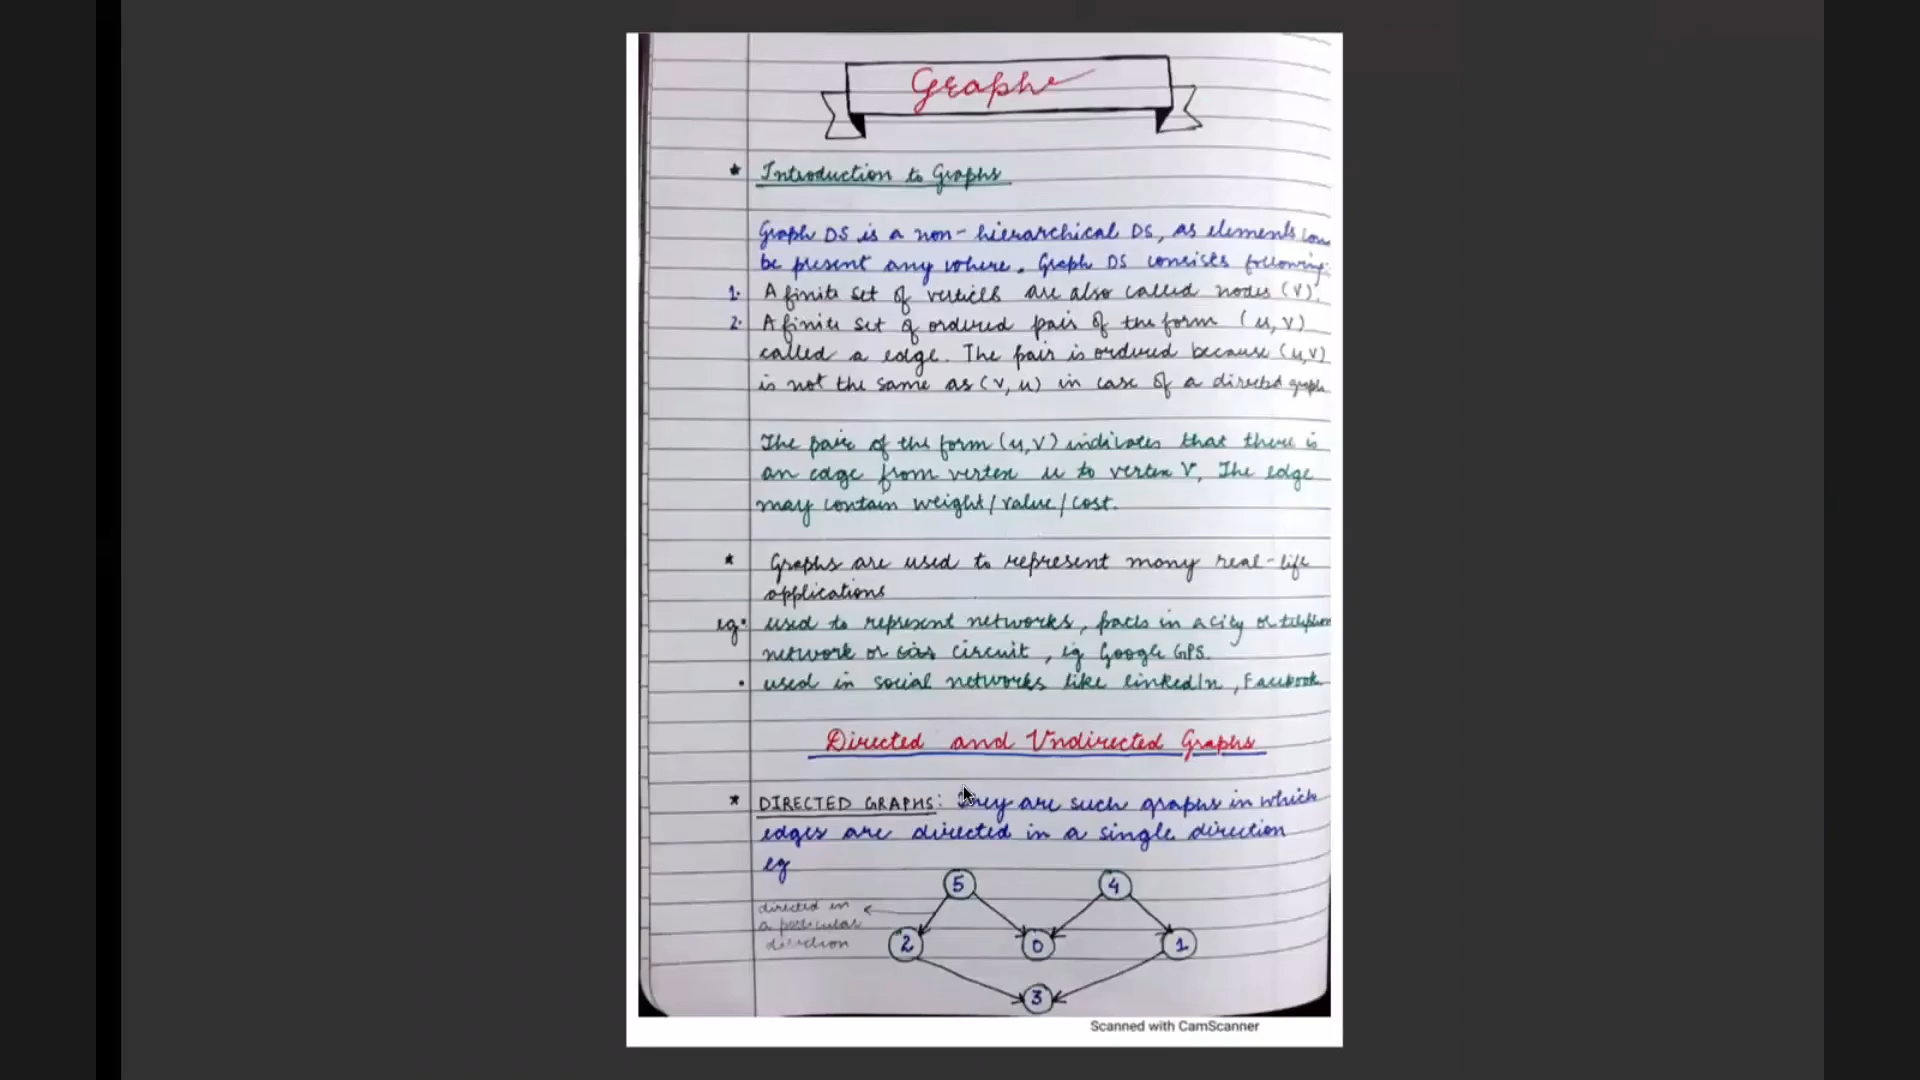 Graphs
* Introduction to Graphs
Graph DS is a non-hierarchical DS, as elements can
be present any where. Graph DS consists following:
1. A finite set of vertices are also called nodes (V).
2. A finite set of ordered pair of the form (u,v)
called a edge. The pair is ordered because (u,v)
is not the same as (v,u) in case of a directed graph
The pair of the form (u,v) indicates that there is
an edge from vertex u to vertex V, The edge
may contain weight/value/cost.
* Graphs are used to represent many real-life
applications
eg. used to represent networks, paths in a city or
network or circuit, eg Google GPS.
. used in social networks like linkedIn, Facebook
Directed and Undirected Graphs
* DIRECTED GRAPHS: They are such graphs in which
edges are directed in a single direction
eg
5 4
directed in
a particular
direction
2 0 1
3
Scanned with CamScanner